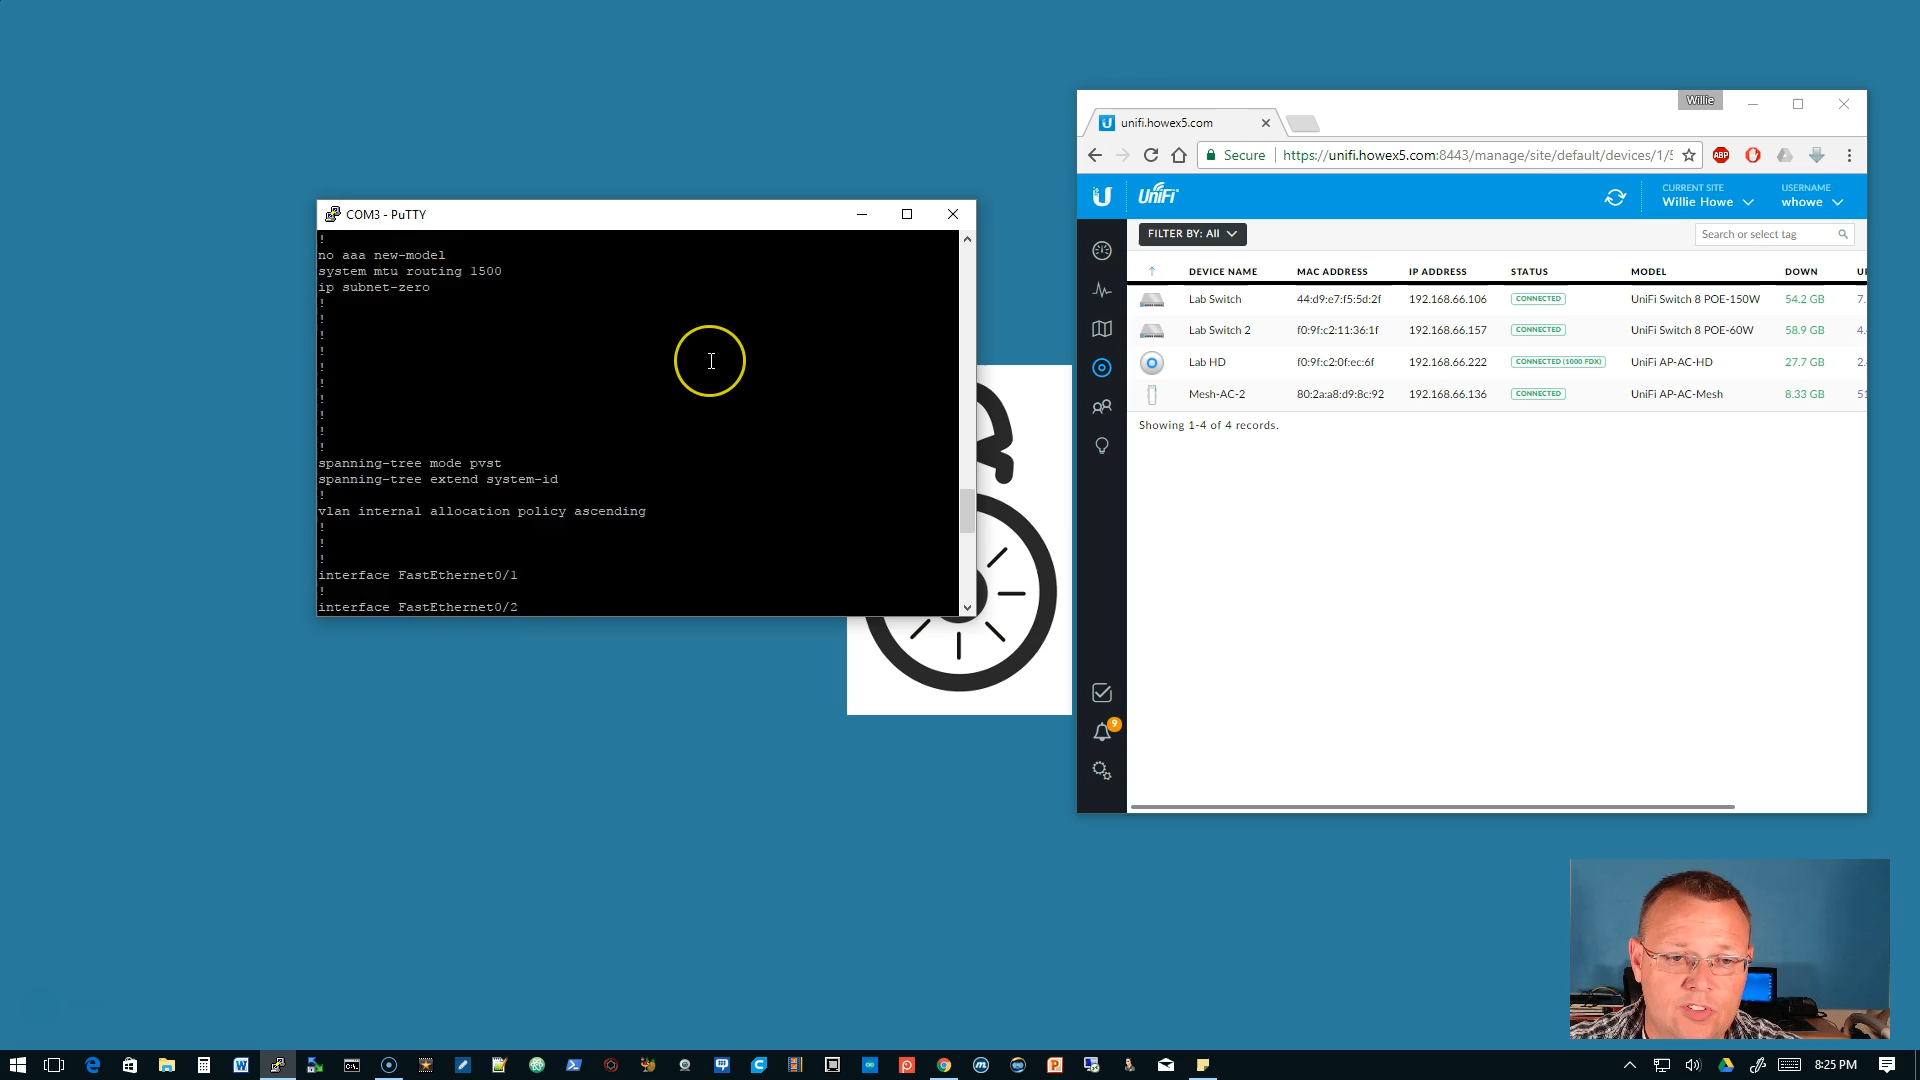 COM3 - PuTTY
!
no aaa new-model
system mtu routing 1500
ip subnet-zero
!
!
!
!
!
!
!
!
!
!
spanning-tree mode pvst
spanning-tree extend system-id
!
vlan internal allocation policy ascending
!
!
!
interface FastEthernet0/1
!
interface FastEthernet0/2
Willie
unifi.howex5.com
Secure https://unifi.howex5.com:8443/manage/site/default/devices/1/5
ABP
U UniFi
CURRENT SITE
Willie Howe
USERNAME
whowe
FILTER BY: All
Search or select tag
DEVICE NAME MAC ADDRESS IP ADDRESS STATUS MODEL DOWN
Lab Switch 44:d9:e7:f5:5d:2f 192.168.66.106 CONNECTED UniFi Switch 8 POE-150W 54.2 GB 7.
Lab Switch 2 f0:9f:c2:11:36:1f 192.168.66.157 CONNECTED UniFi Switch 8 POE-60W 58.9 GB 4.
Lab HD f0:9f:c2:0f:ec:6f 192.168.66.222 CONNECTED (1000 FDX) UniFi AP-AC-HD 27.7 GB 2.
Mesh-AC-2 80:2a:a8:d9:8c:92 192.168.66.136 CONNECTED UniFi AP-AC-Mesh 8.33 GB 51
Showing 1-4 of 4 records.
9
8:25 PM